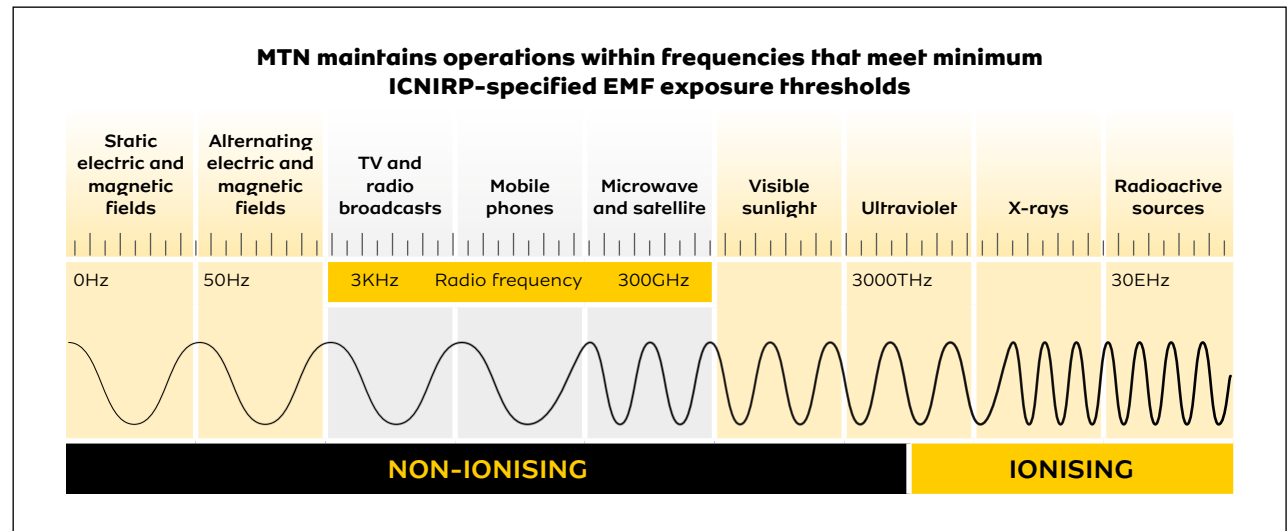 MTN maintains operations within frequencies that meet minimum
ICNIRP-specified EMF exposure thresholds
Static
electric and
magnetic
fields
Alternating
electric and
magnetic
fields
TV and
radio
broadcasts
Mobile
phones
Microwave
and satellite
Visible
sunlight
Ultraviolet
X-rays
Radioactive
sources
0Hz
50Hz
3KHz
Radio frequency
300GHz
3000THz
30EHz
NON-IONISING
IONISING